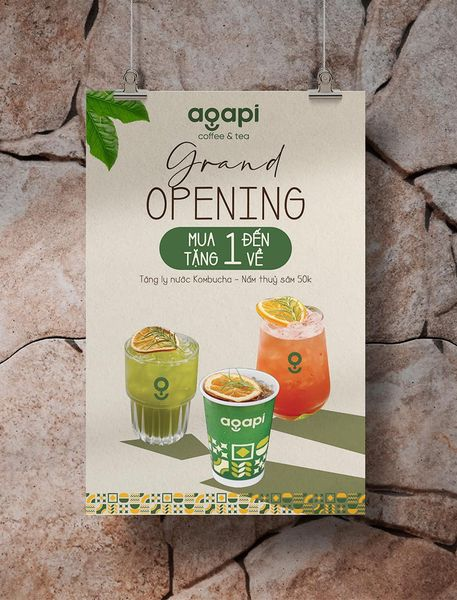 agapi
coffee & tea
Grand
OPENING
MUA 1 ĐẾN
TẶNG VỀ
Tặng ly nước Kombucha - Nấm thuỷ sâm 50k
agapi